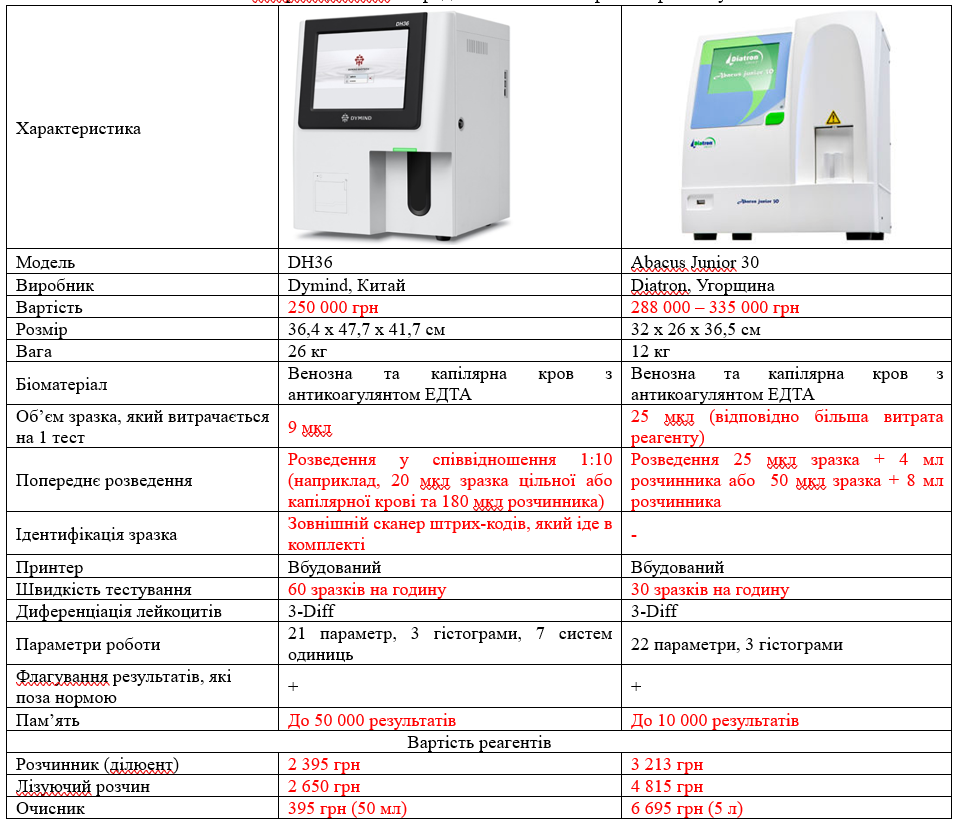 Характеристика
DH36
DYMIND
Diatron
Abacus junior 30
Diatron
Abacus junior 30
Модель DH36 Abacus Junior 30
Виробник Dymind, Китай Diatron, Угорщина
Вартість 250 000 грн 288 000 – 335 000 грн
Розмір 36,4 x 47,7 x 41,7 см 32 x 26 x 36,5 см
Вага 26 кг 12 кг
Біоматеріал Венозна та капілярна кров з антикоагулянтом ЕДТА Венозна та капілярна кров з антикоагулянтом ЕДТА
Об’єм зразка, який витрачається на 1 тест 9 мкл 25 мкл (відповідно більша витрата реагенту)
Попереднє розведення Розведення у співвідношення 1:10 (наприклад, 20 мкл зразка цільної або капілярної крові та 180 мкл розчинника) Розведення 25 мкл зразка + 4 мл розчинника або 50 мкл зразка + 8 мл розчинника
Ідентифікація зразка Зовнішній сканер штрих-кодів, який іде в комплекті -
Принтер Вбудований Вбудований
Швидкість тестування 60 зразків на годину 30 зразків на годину
Диференціація лейкоцитів 3-Diff 3-Diff
Параметри роботи 21 параметр, 3 гістограми, 7 систем одиниць 22 параметри, 3 гістограми
Флагування результатів, які поза нормою + +
Пам’ять До 50 000 результатів До 10 000 результатів
Вартість реагентів
Розчинник (ділюент) 2 395 грн 3 213 грн
Лізуючий розчин 2 650 грн 4 815 грн
Очисник 395 грн (50 мл) 6 695 грн (5 л)